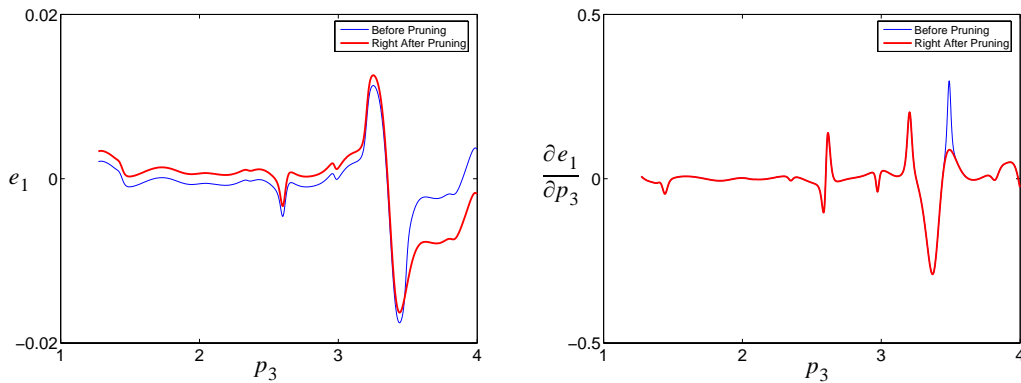 0.02
Before Pruning
Right After Pruning
e₁
0
−0.02
1
2
3
4
p₃
0.5
Before Pruning
Right After Pruning
∂e₁
∂p₃
0
−0.5
1
2
3
4
p₃